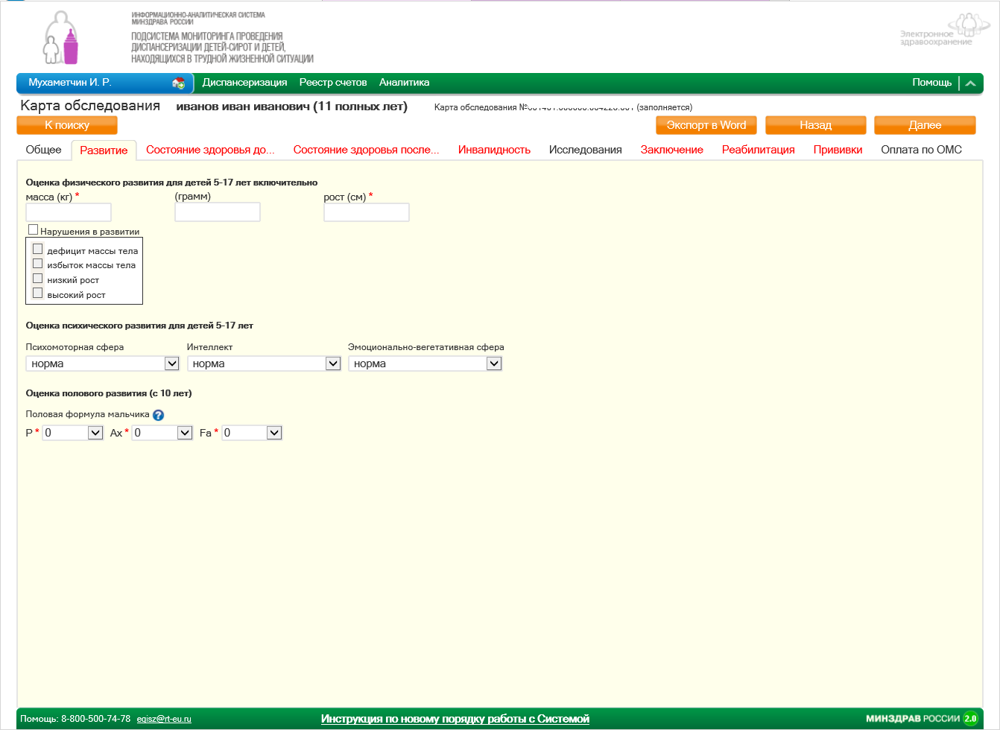 ИНФОРМАЦИОННО-АНАЛИТИЧЕСКАЯ СИСТЕМА
МИНЗДРАВА РОССИИ
ПОДСИСТЕМА МОНИТОРИНГА ПРОВЕДЕНИЯ
ДИСПАНСЕРИЗАЦИИ ДЕТЕЙ-СИРОТ И ДЕТЕЙ,
НАХОДЯЩИХСЯ В ТРУДНОЙ ЖИЗНЕННОЙ СИТУАЦИИ
Электронное
здравоохранение
Мухаметчин И. Р. Диспансеризация Реестр счетов Аналитика Помощь
Карта обследования иванов иван иванович (11 полных лет) Карта обследования № (заполняется)
К поиску Экспорт в Word Назад Далее
Общее Развитие Состояние здоровья до... Состояние здоровья после... Инвалидность Исследования Заключение Реабилитация Прививки Оплата по ОМС
Оценка физического развития для детей 5-17 лет включительно
масса (кг) * (грамм) рост (см) *
Нарушения в развитии
дефицит массы тела
избыток массы тела
низкий рост
высокий рост
Оценка психического развития для детей 5-17 лет
Психомоторная сфера Интеллект Эмоционально-вегетативная сфера
норма норма норма
Оценка полового развития (с 10 лет)
Половая формула мальчика ?
P * 0 Ax * 0 Fa * 0
Помощь: 8-800-500-74-78 egisz@rt-eu.ru Инструкция по новому порядку работы с Системой МИНЗДРАВ РОССИИ 2.0